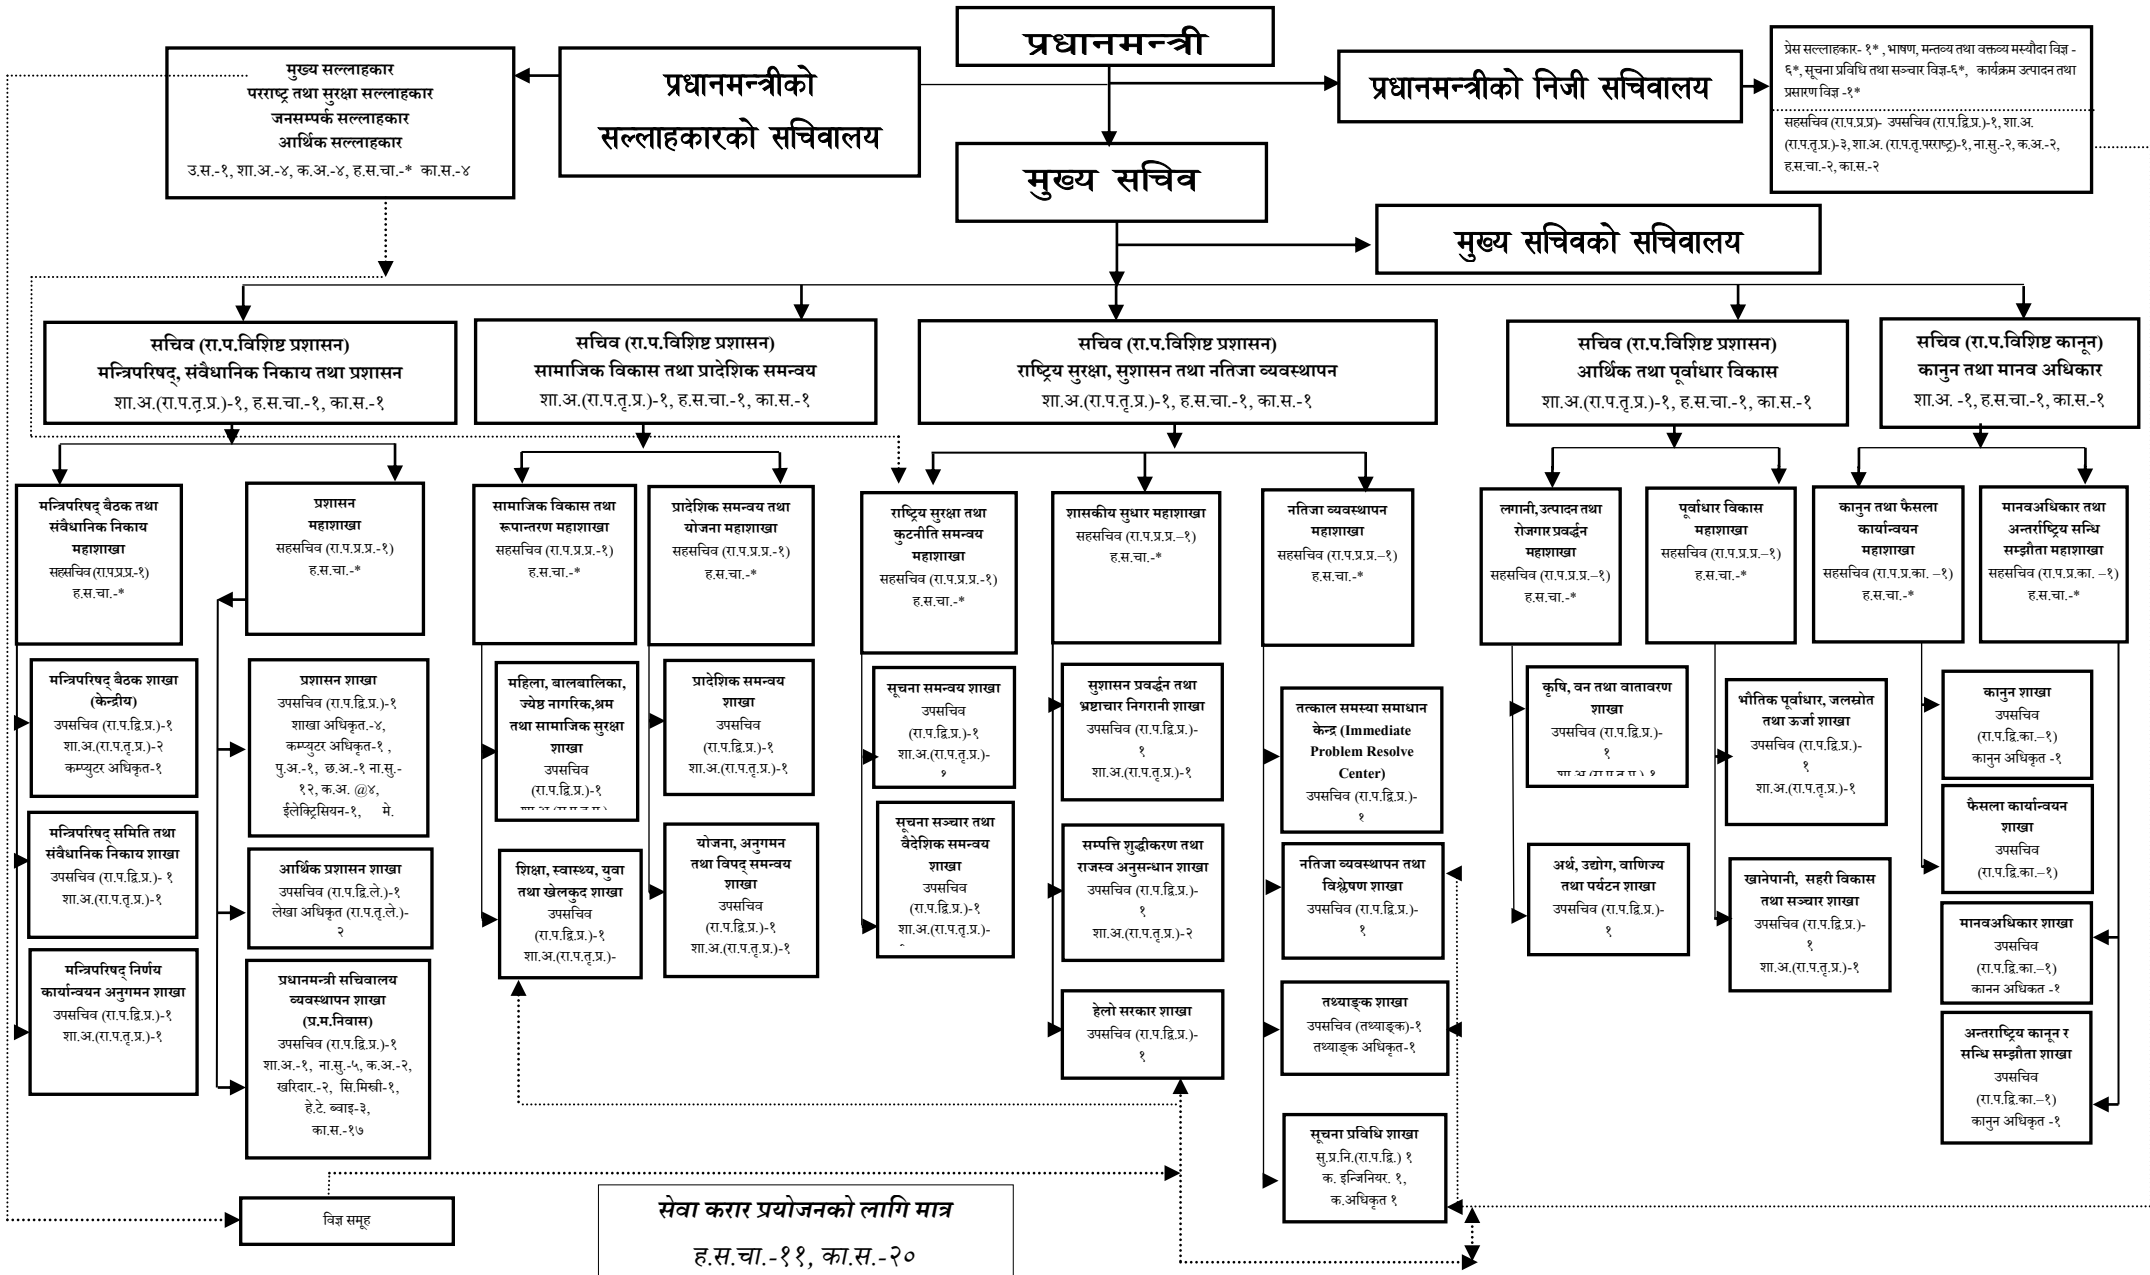 प्रधानमन्त्री
मुख्य सल्लाहकार
परराष्ट्र तथा सुरक्षा सल्लाहकार
जनसम्पर्क सल्लाहकार
आर्थिक सल्लाहकार
उ.स.-१, शा.अ.-४, क.अ.-४, ह.स.चा.-* का.स.-४
प्रधानमन्त्रीको
सल्लाहकारको सचिवालय
प्रधानमन्त्रीको निजी सचिवालय
प्रेस सल्लाहकार- १* , भाषण, मन्तव्य तथा वक्तव्य मस्यौदा विज्ञ -
६*, सूचना प्रविधि तथा सञ्चार विज्ञ-६*, कार्यक्रम उत्पादन तथा
प्रसारण विज्ञ -१*
सहसचिव (रा.प.प्र.प्र)- उपसचिव (रा.प.द्वि.प्र.)-१, शा.अ.
(रा.प.तृ.प्र.)-३, शा.अ. (रा.प.तृ.परराष्ट्र)-१, ना.सु.-२, क.अ.-२,
ह.स.चा.-२, का.स.-२
मुख्य सचिव
मुख्य सचिवको सचिवालय
सचिव (रा.प.विशिष्ट प्रशासन)
मन्त्रिपरिषद्, संवैधानिक निकाय तथा प्रशासन
शा.अ.(रा.प.तृ.प्र.)-१, ह.स.चा.-१, का.स.-१
सचिव (रा.प.विशिष्ट प्रशासन)
सामाजिक विकास तथा प्रादेशिक समन्वय
शा.अ.(रा.प.तृ.प्र.)-१, ह.स.चा.-१, का.स.-१
सचिव (रा.प.विशिष्ट प्रशासन)
राष्ट्रिय सुरक्षा, सुशासन तथा नतिजा व्यवस्थापन
शा.अ.(रा.प.तृ.प्र.)-१, ह.स.चा.-१, का.स.-१
सचिव (रा.प.विशिष्ट प्रशासन)
आर्थिक तथा पूर्वाधार विकास
शा.अ.(रा.प.तृ.प्र.)-१, ह.स.चा.-१, का.स.-१
सचिव (रा.प.विशिष्ट कानून)
कानुन तथा मानव अधिकार
शा.अ. -१, ह.स.चा.-१, का.स.-१
मन्त्रिपरिषद् बैठक तथा
संवैधानिक निकाय
महाशाखा
सहसचिव (रा.प.प्र.प्र.-१)
ह.स.चा.-*
प्रशासन
महाशाखा
सहसचिव (रा.प.प्र.प्र.-१)
ह.स.चा.-*
सामाजिक विकास तथा
रूपान्तरण महाशाखा
सहसचिव (रा.प.प्र.प्र.-१)
ह.स.चा.-*
प्रादेशिक समन्वय तथा
योजना महाशाखा
सहसचिव (रा.प.प्र.प्र.-१)
ह.स.चा.-*
राष्ट्रिय सुरक्षा तथा
कुटनीति समन्वय
महाशाखा
सहसचिव (रा.प.प्र.प्र.-१)
ह.स.चा.-*
शासकीय सुधार महाशाखा
सहसचिव (रा.प.प्र.प्र.–१)
ह.स.चा.-*
नतिजा व्यवस्थापन
महाशाखा
सहसचिव (रा.प.प्र.प्र.–१)
ह.स.चा.-*
लगानी, उत्पादन तथा
रोजगार प्रवर्द्धन
महाशाखा
सहसचिव (रा.प.प्र.प्र.–१)
ह.स.चा.-*
पूर्वाधार विकास
महाशाखा
सहसचिव (रा.प.प्र.प्र.–१)
ह.स.चा.-*
कानुन तथा फैसला
कार्यान्वयन
महाशाखा
सहसचिव (रा.प.प्र.का. –१)
ह.स.चा.-*
मानवअधिकार तथा
अन्तर्राष्ट्रिय सन्धि
सम्झौता महाशाखा
सहसचिव (रा.प.प्र.का. –१)
ह.स.चा.-*
मन्त्रिपरिषद् बैठक शाखा
(केन्द्रीय)
उपसचिव (रा.प.द्वि.प्र.)-१
शा.अ.(रा.प.तृ.प्र.)-२
कम्प्युटर अधिकृत-१
मन्त्रिपरिषद् समिति तथा
संवैधानिक निकाय शाखा
उपसचिव (रा.प.द्वि.प्र.)- १
शा.अ.(रा.प.तृ.प्र.)-१
मन्त्रिपरिषद् निर्णय
कार्यान्वयन अनुगमन शाखा
उपसचिव (रा.प.द्वि.प्र.)-१
शा.अ.(रा.प.तृ.प्र.)-१
प्रशासन शाखा
उपसचिव (रा.प.द्वि.प्र.)-१
शाखा अधिकृत.-४,
कम्प्युटर अधिकृत-१ ,
पु.अ.-१, छ.अ.-१ ना.सु.-
१२, क.अ. @४,
ईलेक्ट्रिसियन-१, मे.
आर्थिक प्रशासन शाखा
उपसचिव (रा.प.द्वि.ले.)-१
लेखा अधिकृत (रा.प.तृ.ले.)-
२
प्रधानमन्त्री सचिवालय
व्यवस्थापन शाखा
(प्र.म.निवास)
उपसचिव (रा.प.द्वि.प्र.)-१
शा.अ.-१, ना.सु.-५, क.अ.-२,
खरिदार.-२, सि.मिस्त्री-१,
हे.टे. ब्वाइ-३,
का.स.-१७
महिला, बालबालिका,
ज्येष्ठ नागरिक,श्रम
तथा सामाजिक सुरक्षा
शाखा
उपसचिव
(रा.प.द्वि.प्र.)-१
शिक्षा, स्वास्थ्य, युवा
तथा खेलकुद शाखा
उपसचिव
(रा.प.द्वि.प्र.)-१
शा.अ.(रा.प.तृ.प्र.)-
प्रादेशिक समन्वय
शाखा
उपसचिव
(रा.प.द्वि.प्र.)-१
शा.अ.(रा.प.तृ.प्र.)-१
योजना, अनुगमन
तथा विपद् समन्वय
शाखा
उपसचिव
(रा.प.द्वि.प्र.)-१
शा.अ.(रा.प.तृ.प्र.)-१
सूचना समन्वय शाखा
उपसचिव
(रा.प.द्वि.प्र.)-१
शा.अ.(रा.प.तृ.प्र.)-
१
सूचना सञ्चार तथा
वैदेशिक समन्वय
शाखा
उपसचिव
(रा.प.द्वि.प्र.)-१
शा.अ.(रा.प.तृ.प्र.)-
सुशासन प्रवर्द्धन तथा
भ्रष्टाचार निगरानी शाखा
उपसचिव (रा.प.द्वि.प्र.)-
१
शा.अ.(रा.प.तृ.प्र.)-१
सम्पत्ति शुद्धीकरण तथा
राजस्व अनुसन्धान शाखा
उपसचिव (रा.प.द्वि.प्र.)-
१
शा.अ.(रा.प.तृ.प्र.)-२
हेलो सरकार शाखा
उपसचिव (रा.प.द्वि.प्र.)-
१
तत्काल समस्या समाधान
केन्द्र (Immediate
Problem Resolve
Center)
उपसचिव (रा.प.द्वि.प्र.)-
१
नतिजा व्यवस्थापन तथा
विश्लेषण शाखा
उपसचिव (रा.प.द्वि.प्र.)-
१
तथ्याङ्क शाखा
उपसचिव (तथ्याङ्क)-१
तथ्याङ्क अधिकृत-१
सूचना प्रविधि शाखा
सु.प्र.नि.(रा.प.द्वि.) १
क. इन्जिनियर. १,
क.अधिकृत १
कृषि, वन तथा वातावरण
शाखा
उपसचिव (रा.प.द्वि.प्र.)-
१
शा.अ.(रा.प.तृ.प्र.)-१
अर्थ, उद्योग, वाणिज्य
तथा पर्यटन शाखा
उपसचिव (रा.प.द्वि.प्र.)-
१
भौतिक पूर्वाधार, जलस्रोत
तथा ऊर्जा शाखा
उपसचिव (रा.प.द्वि.प्र.)-
१
शा.अ.(रा.प.तृ.प्र.)-१
खानेपानी, सहरी विकास
तथा सञ्चार शाखा
उपसचिव (रा.प.द्वि.प्र.)-
१
शा.अ.(रा.प.तृ.प्र.)-१
कानुन शाखा
उपसचिव
(रा.प.द्वि.का.–१)
कानुन अधिकृत -१
फैसला कार्यान्वयन
शाखा
उपसचिव
(रा.प.द्वि.का.–१)
मानवअधिकार शाखा
उपसचिव
(रा.प.द्वि.का.–१)
कानुन अधिकृत -१
अन्तराष्ट्रिय कानून र
सन्धि सम्झौता शाखा
उपसचिव
(रा.प.द्वि.का.–१)
कानुन अधिकृत -१
विज्ञ समूह
सेवा करार प्रयोजनको लागि मात्र
ह.स.चा.-११, का.स.-२०